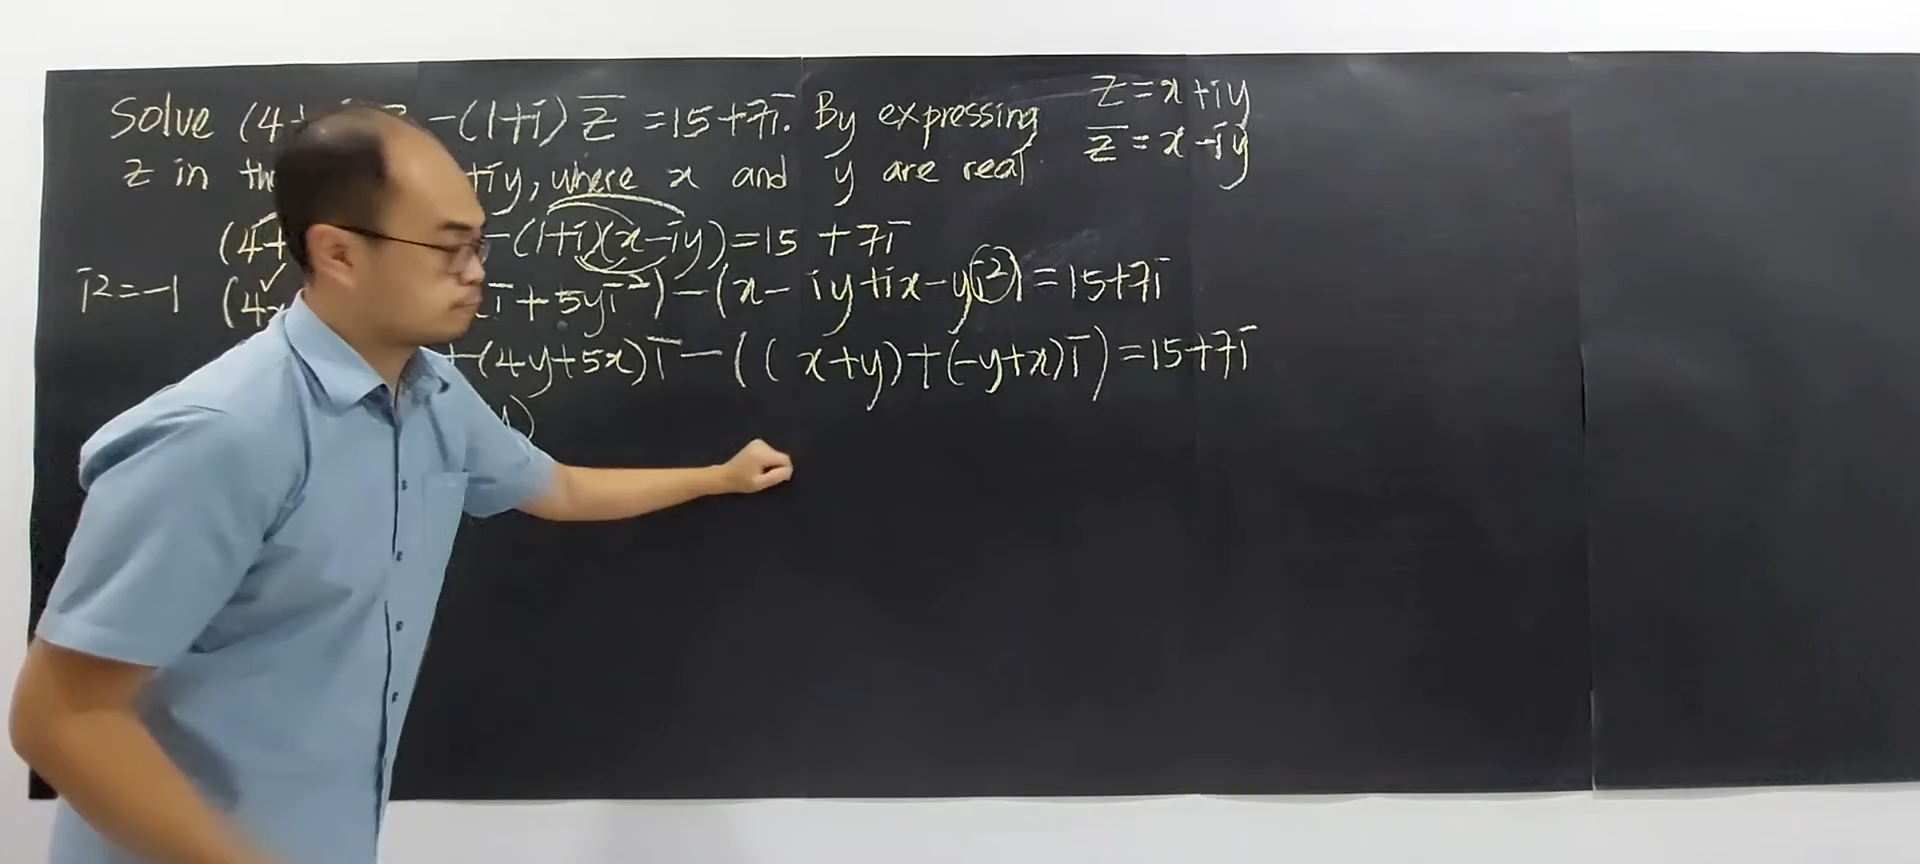 Solve (4+ -(1+i) z̅ =15+7i. By expressing
z in th +iy, where x and y are real
z=x+iy
z̅=x-iy
(4+ -(1+i)(x-iy)=15+7i
i2=-1 (4x i+5yi²)-(x-iy+ix-yi²)=15+7i
+(4y+5x)i-((x+y)+(-y+x)i)=15+7i
)